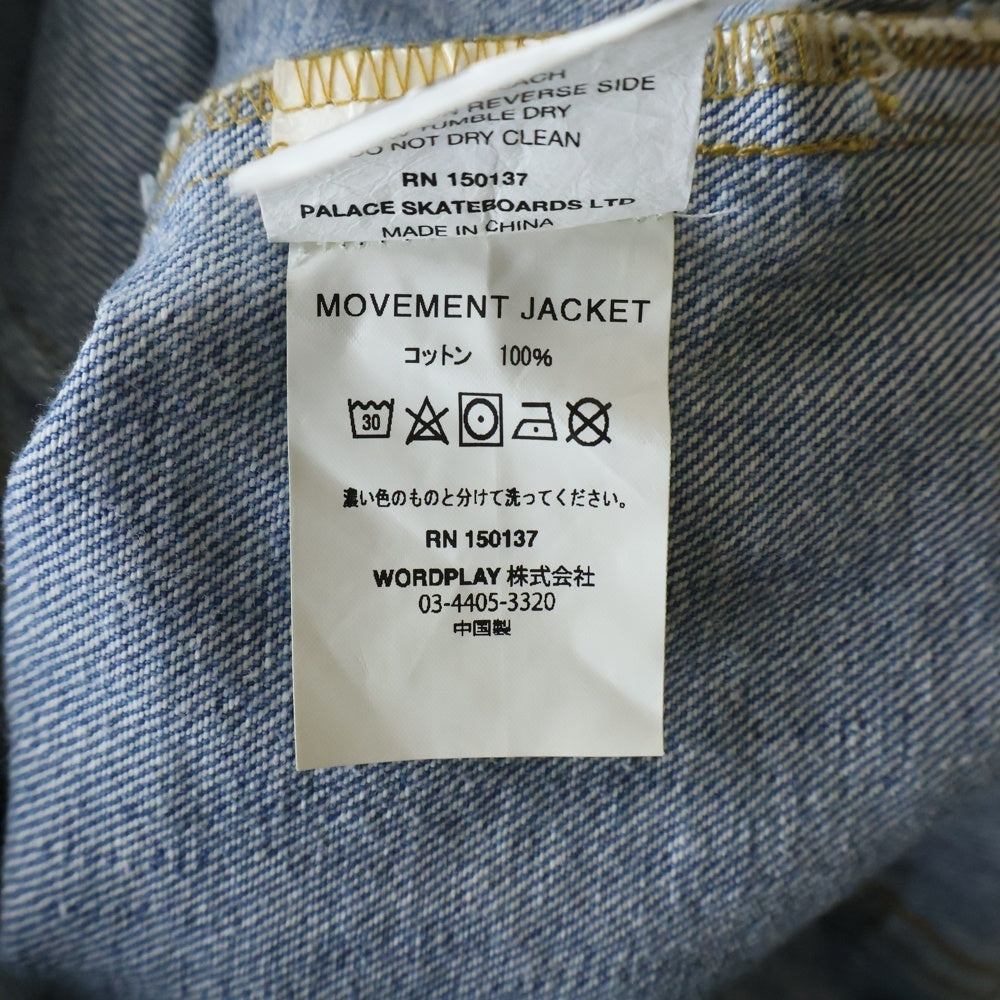 REVERSE SIDE
TUMBLE DRY
NOT DRY CLEAN
RN 150137
PALACE SKATEBOARDS LTD
MADE IN CHINA
MOVEMENT JACKET
コットン 100%
30
濃い色のものと分けて洗ってください。
RN 150137
WORDPLAY 株式会社
03-4405-3320
中国製